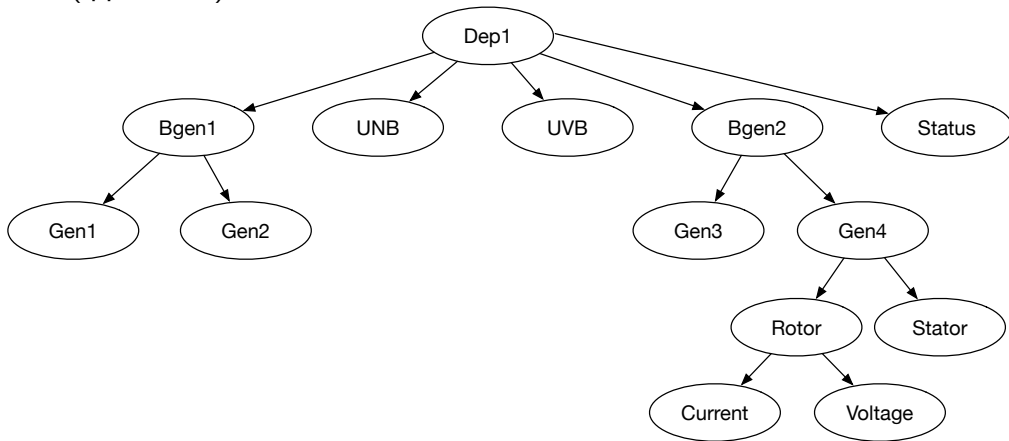 Dep1
Bgen1 UNB UVB Bgen2 Status
Gen1 Gen2 Gen3 Gen4
Rotor Stator
Current Voltage